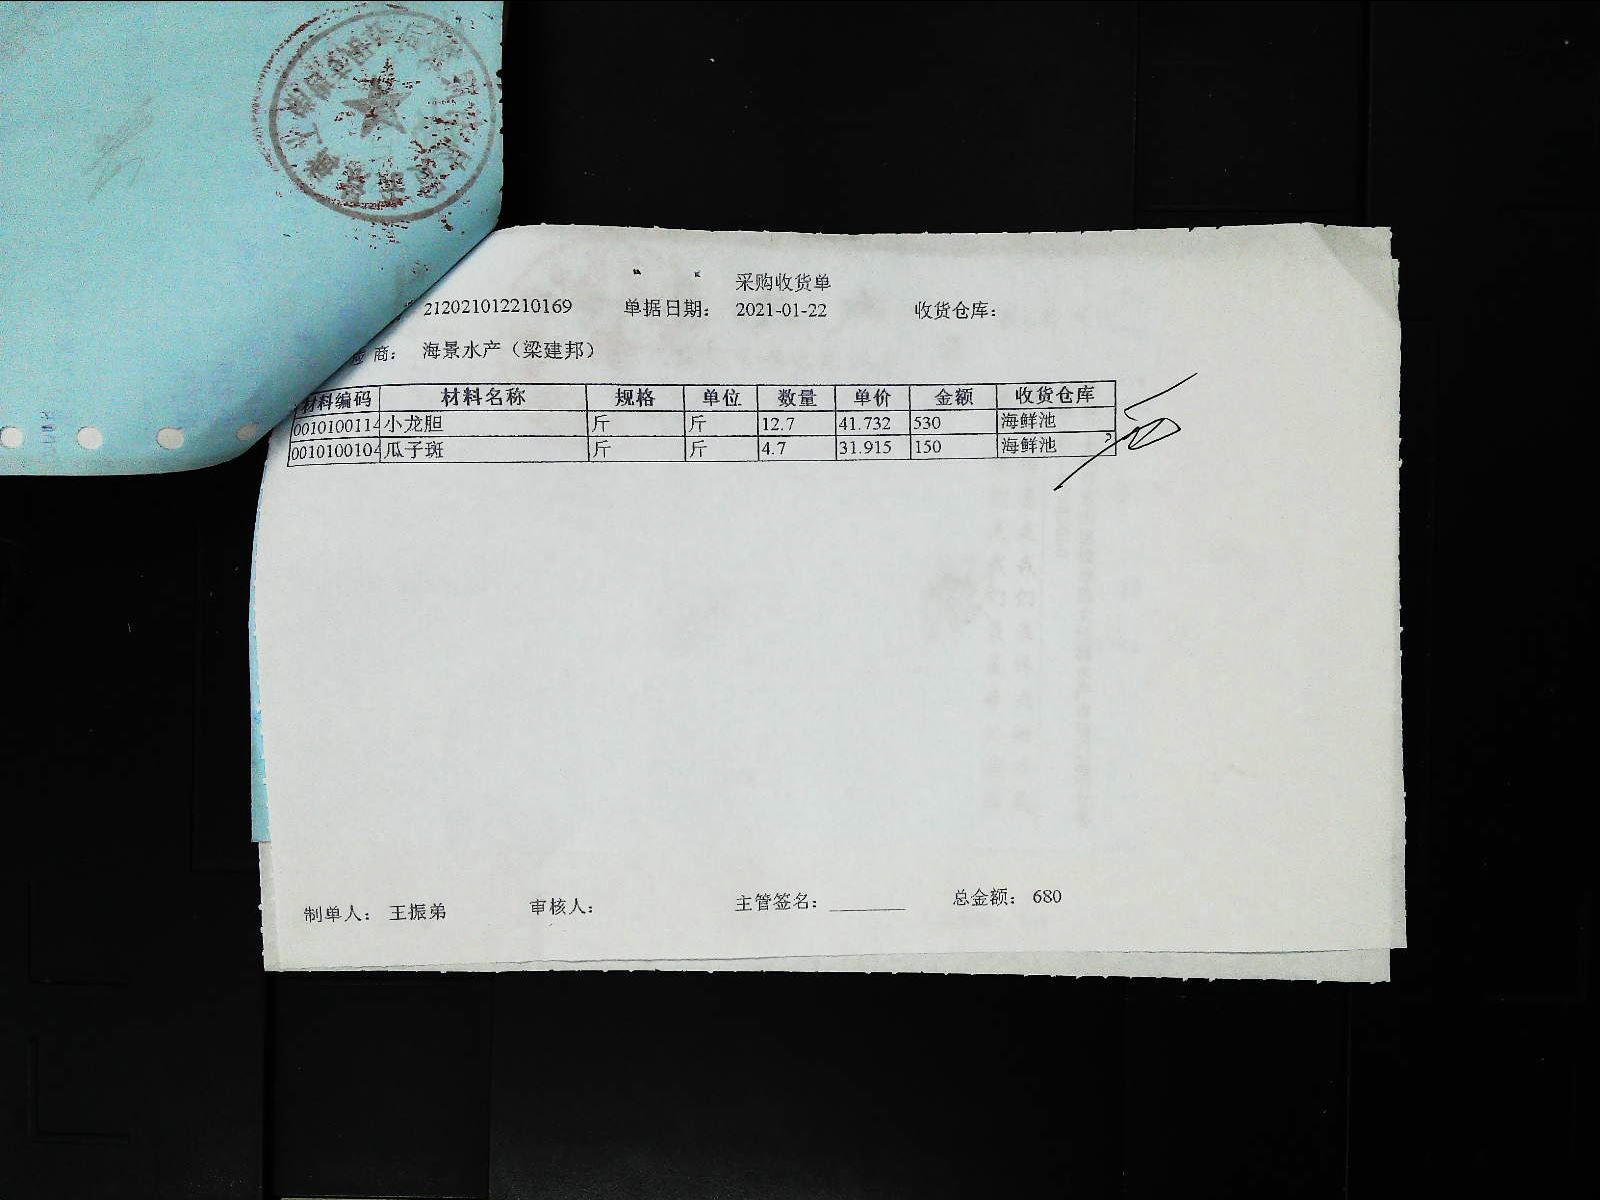 采购收货单
212021012210169 单据日期： 2021-01-22 收货仓库：
商： 海景水产（梁建邦）
材料编码 材料名称 规格 单位 数量 单价 金额 收货仓库
0010100114 小龙胆 斤 斤 12.7 41.732 530 海鲜池
0010100104 瓜子斑 斤 斤 4.7 31.915 150 海鲜池
制单人： 王振弟 审核人： 主管签名： ________ 总金额： 680